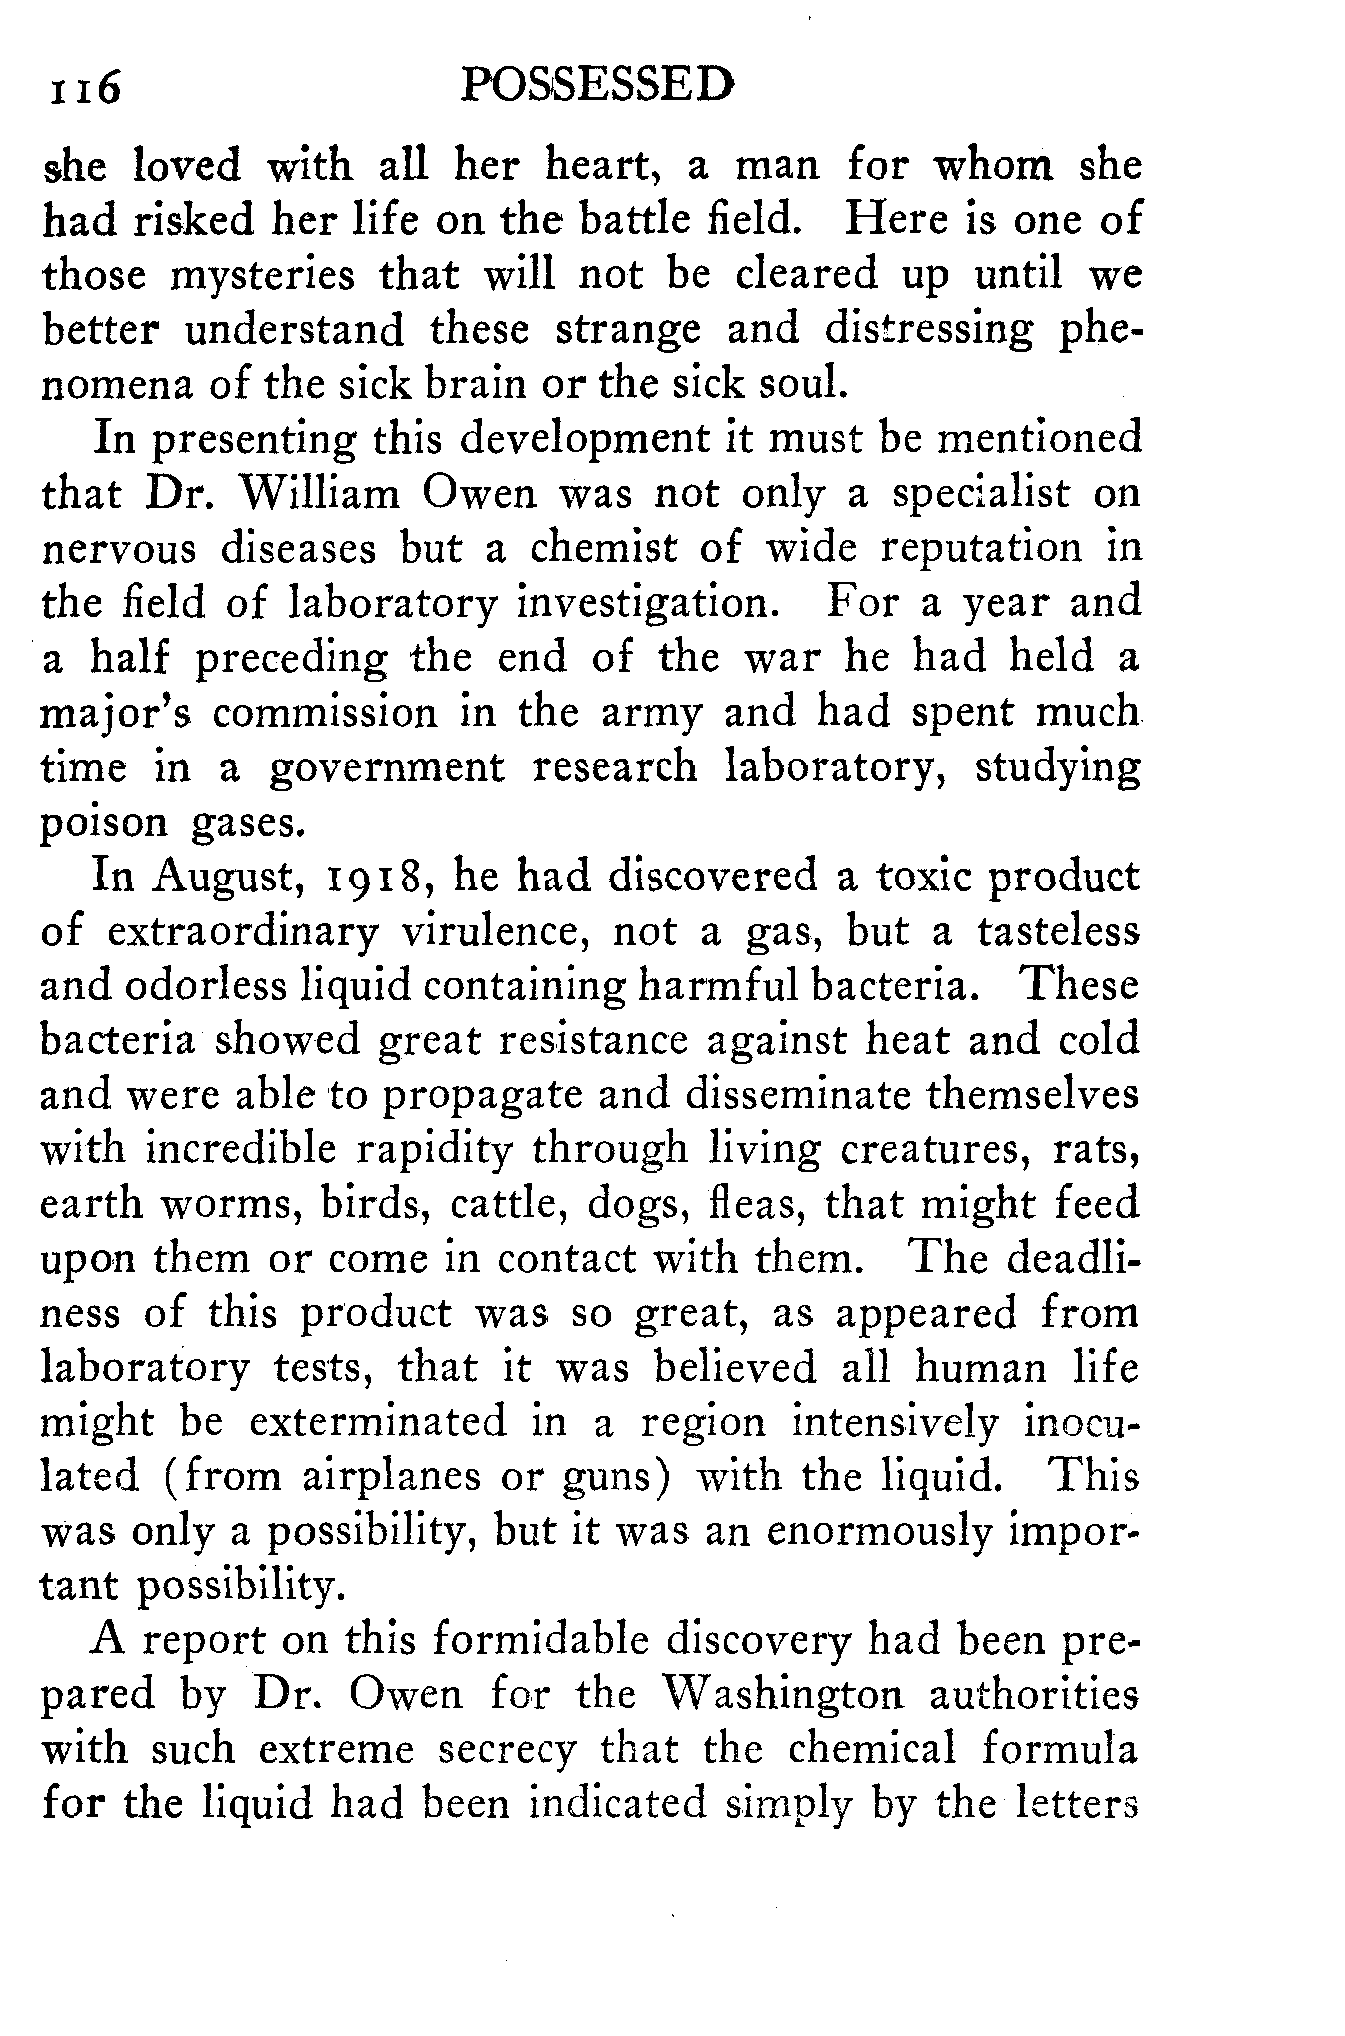 116 POSSESSED
she loved with all her heart, a man for whom she
had risked her life on the battle field. Here is one of
those mysteries that will not be cleared up until we
better understand these strange and distressing phe-
nomena of the sick brain or the sick soul.
In presenting this development it must be mentioned
that Dr. William Owen was not only a specialist on
nervous diseases but a chemist of wide reputation in
the field of laboratory investigation. For a year and
a half preceding the end of the war he had held a
major's commission in the army and had spent much
time in a government research laboratory, studying
poison gases.
In August, 1918, he had discovered a toxic product
of extraordinary virulence, not a gas, but a tasteless
and odorless liquid containing harmful bacteria. These
bacteria showed great resistance against heat and cold
and were able to propagate and disseminate themselves
with incredible rapidity through living creatures, rats,
earth worms, birds, cattle, dogs, fleas, that might feed
upon them or come in contact with them. The deadli-
ness of this product was so great, as appeared from
laboratory tests, that it was believed all human life
might be exterminated in a region intensively inocu-
lated (from airplanes or guns) with the liquid. This
was only a possibility, but it was an enormously impor-
tant possibility.
A report on this formidable discovery had been pre-
pared by Dr. Owen for the Washington authorities
with such extreme secrecy that the chemical formula
for the liquid had been indicated simply by the letters